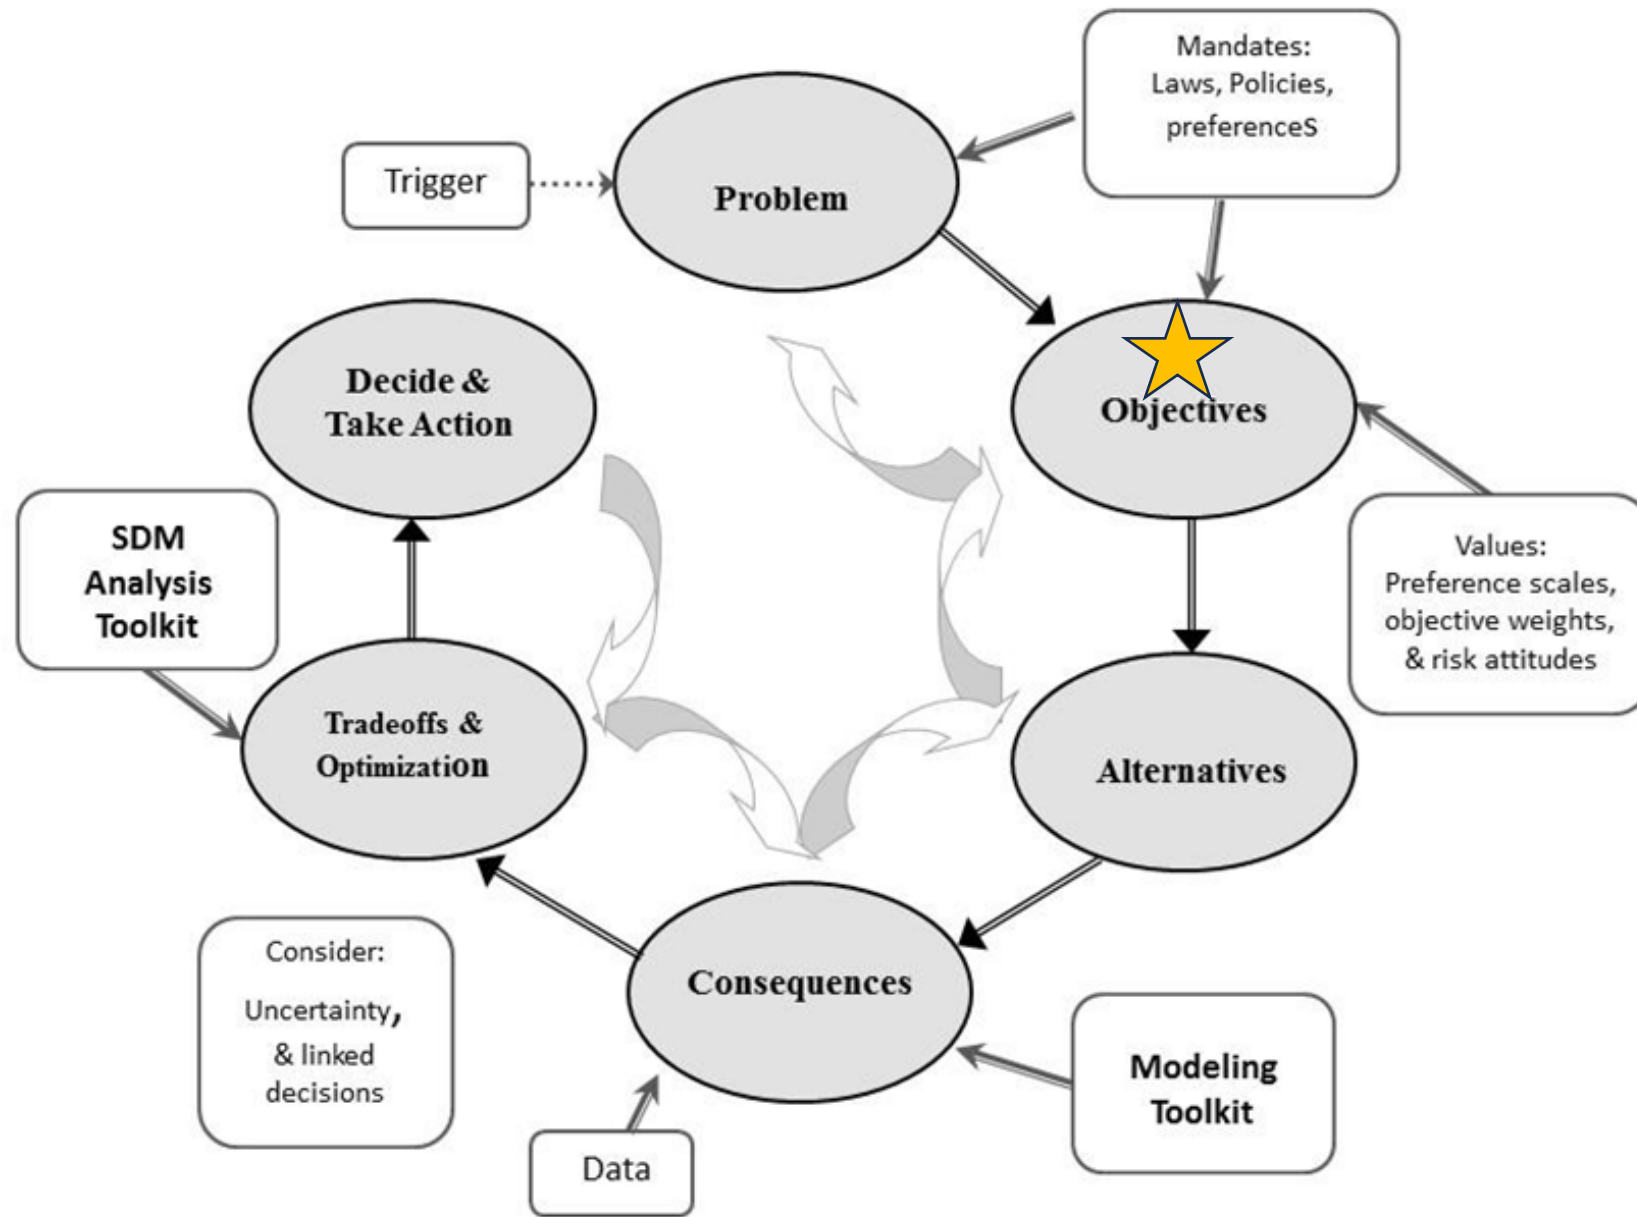 Mandates:
Laws, Policies,
preferences
Trigger
Problem
Decide &
Take Action
Objectives
SDM
Analysis
Toolkit
Values:
Preference scales,
objective weights,
& risk attitudes
Tradeoffs &
Optimization
Alternatives
Consider:
Uncertainty,
& linked
decisions
Consequences
Modeling
Toolkit
Data